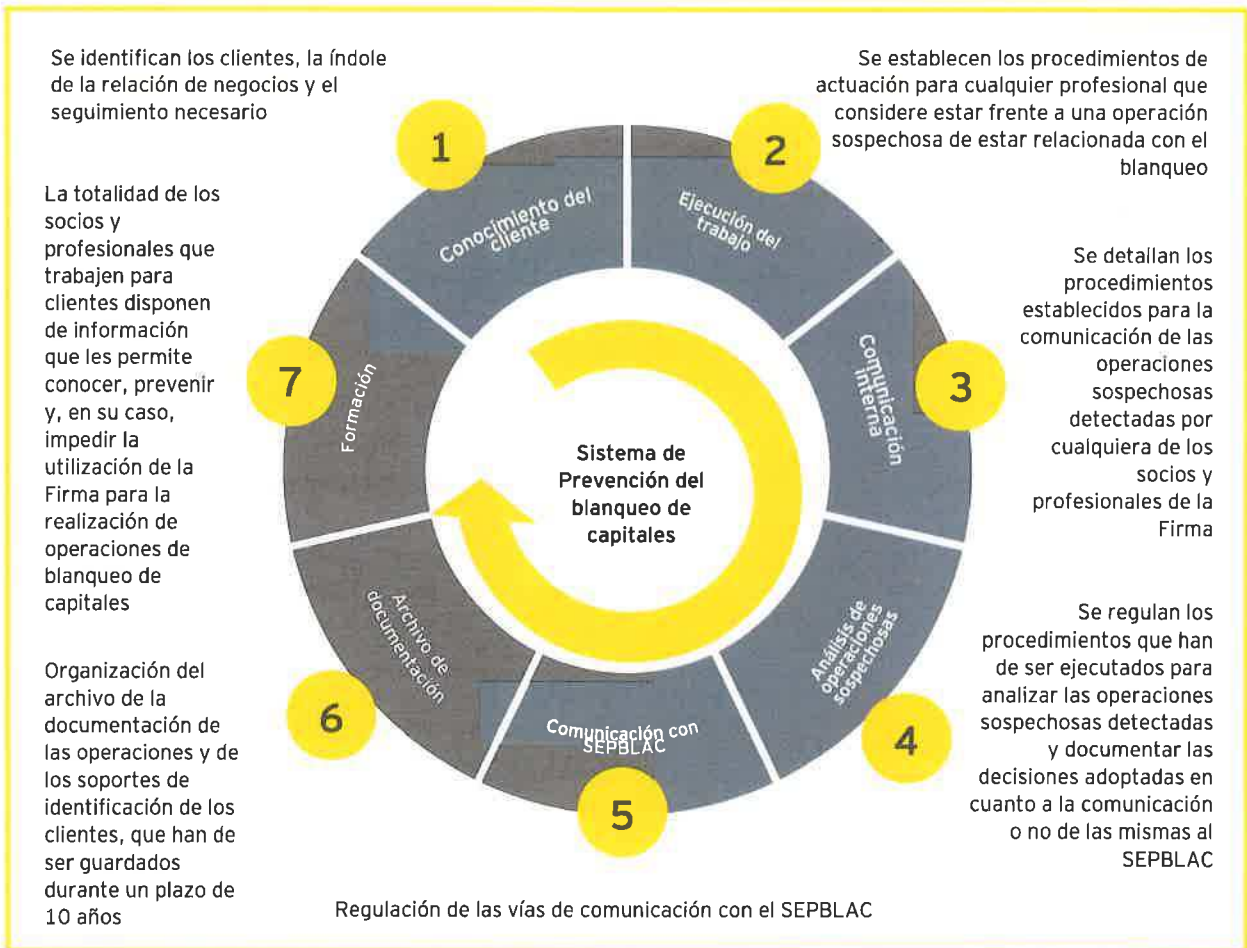 Se identifican los clientes, la índole
de la relación de negocios y el
seguimiento necesario
1
Conocimiento del
cliente
Se establecen los procedimientos de
actuación para cualquier profesional que
considere estar frente a una operación
sospechosa de estar relacionada con el
blanqueo
2
Ejecución del
trabajo
Se detallan los
procedimientos
establecidos para la
comunicación de las
operaciones
sospechosas
detectadas por
cualquiera de los
socios y
profesionales de la
Firma
3
Comunicación
interna
Se regulan los
procedimientos que han
de ser ejecutados para
analizar las operaciones
sospechosas detectadas
y documentar las
decisiones adoptadas en
cuanto a la comunicación
o no de las mismas al
SEPBLAC
4
Análisis de
operaciones
sospechosas
Comunicación con
SEPBLAC
5
Regulación de las vías de comunicación con el SEPBLAC
Archivo de
documentación
6
Organización del
archivo de la
documentación de
las operaciones y de
los soportes de
identificación de los
clientes, que han de
ser guardados
durante un plazo de
10 años
Formación
7
La totalidad de los
socios y
profesionales que
trabajen para
clientes disponen
de información
que les permite
conocer, prevenir
y, en su caso,
impedir la
utilización de la
Firma para la
realización de
operaciones de
blanqueo de
capitales
Sistema de
Prevención del
blanqueo de
capitales